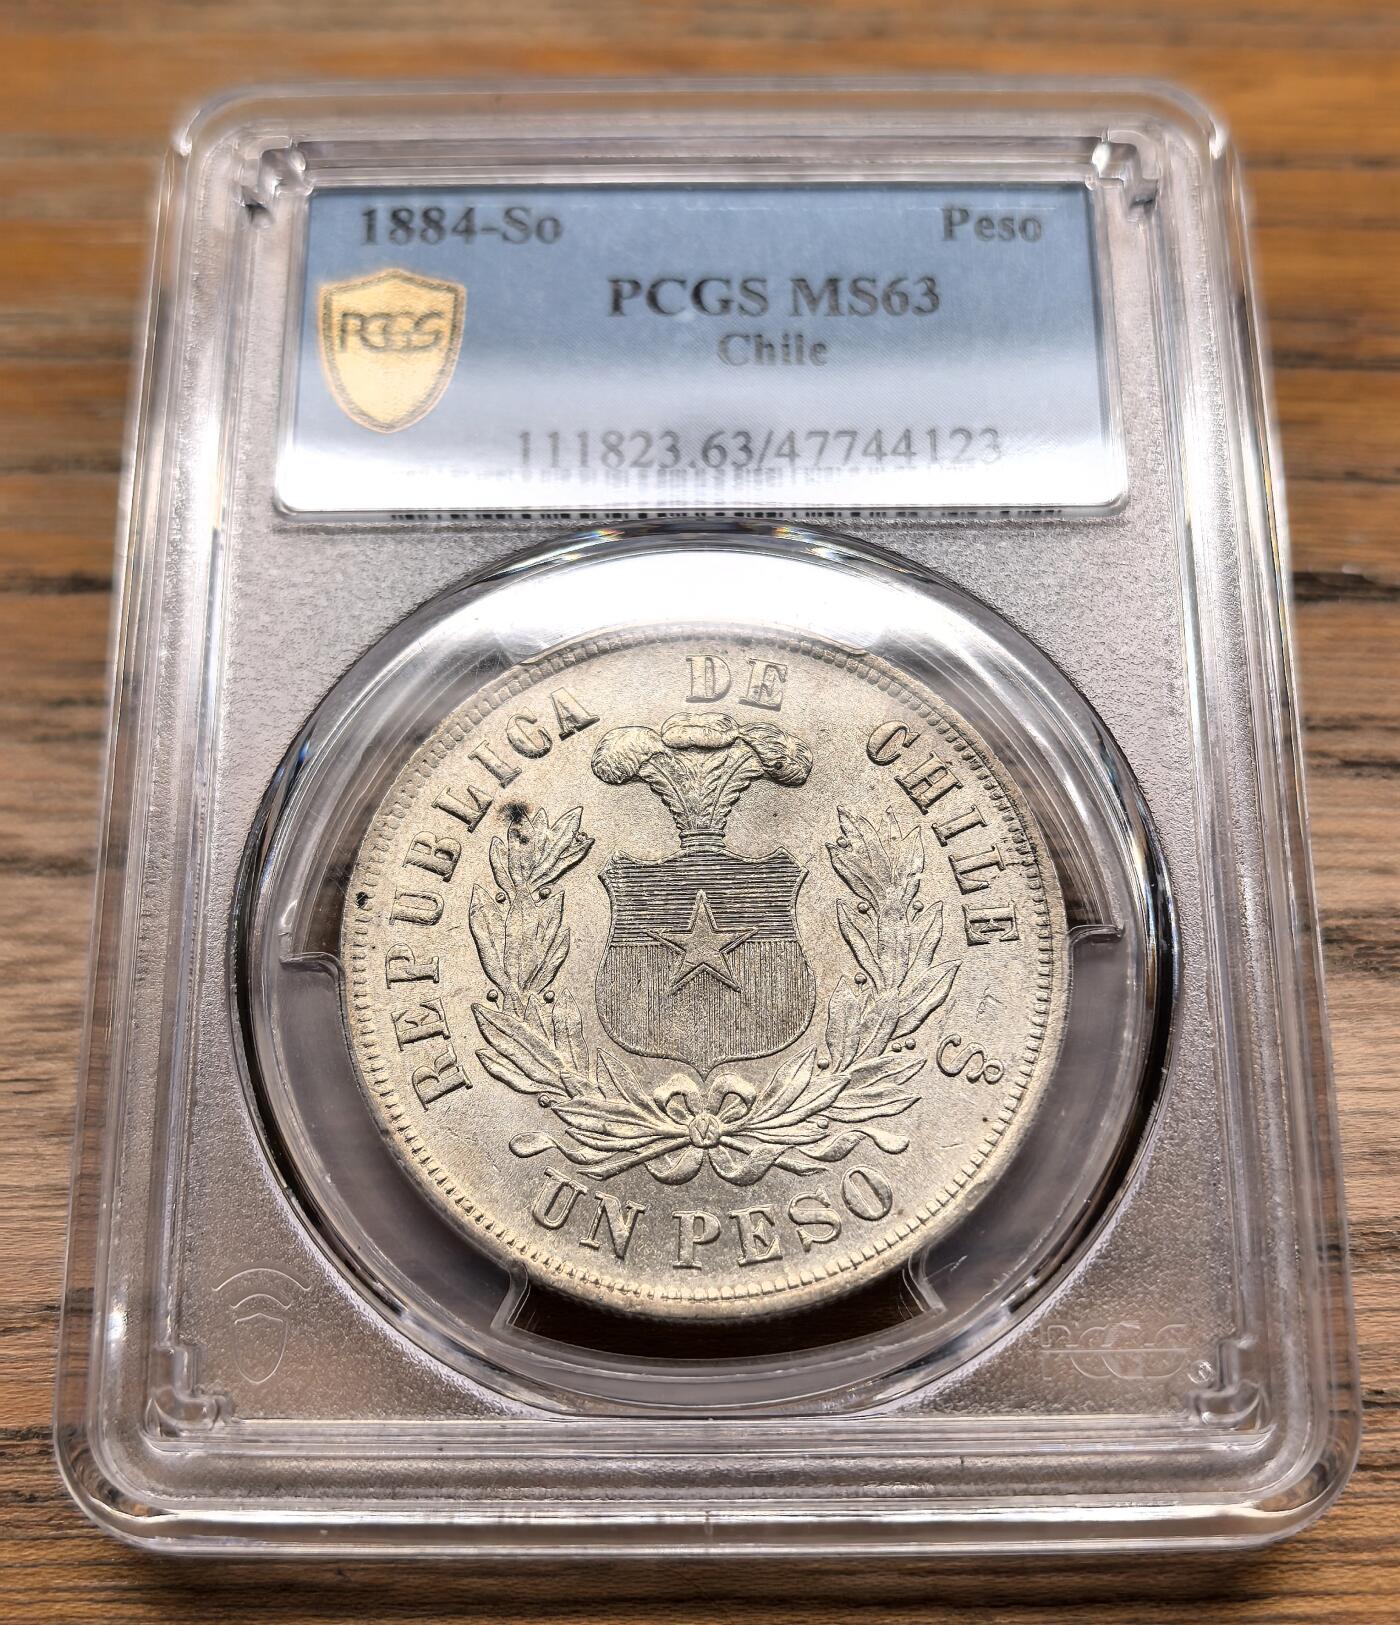 1884-So Peso
PCGS MS63
PCGS
Chile
111823.63/47744123
REPUBLICA DE CHILE So
UN PESO
PCGS